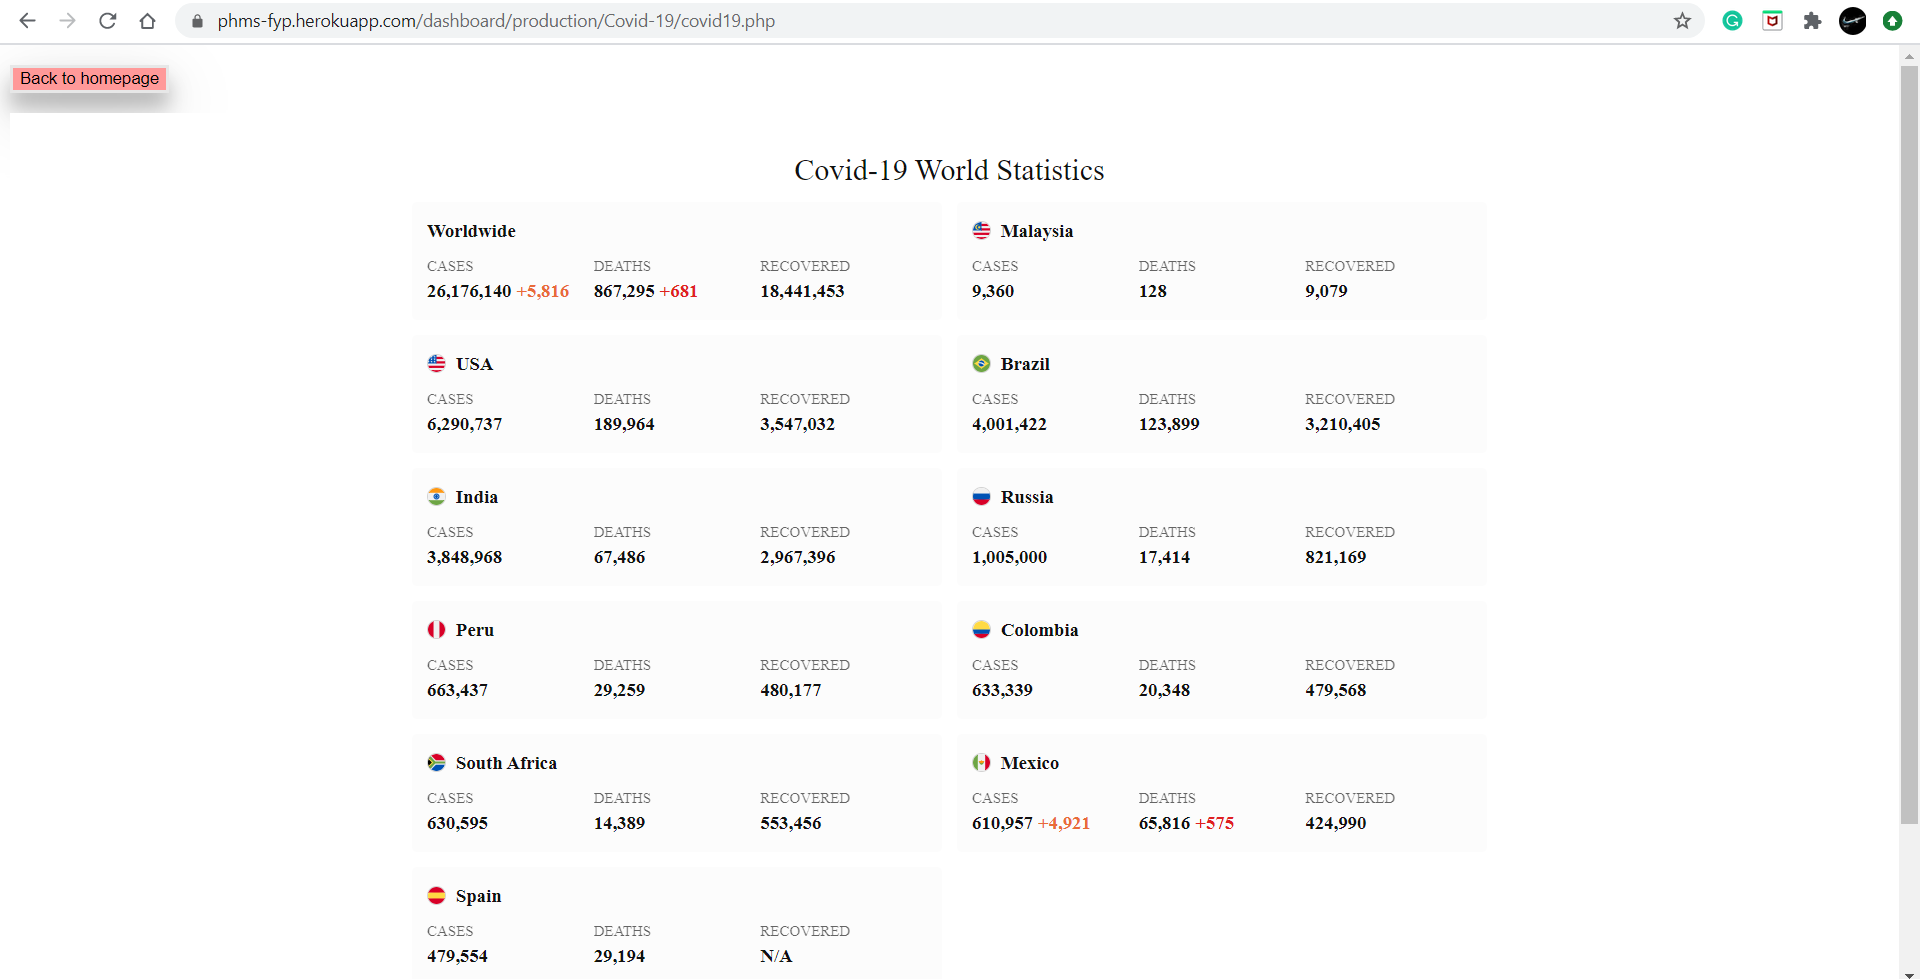 phms-fyp.herokuapp.com/dashboard/production/Covid-19/covid19.php
Back to homepage
Covid-19 World Statistics
Worldwide
CASES DEATHS RECOVERED
26,176,140 +5,816 867,295 +681 18,441,453
Malaysia
CASES DEATHS RECOVERED
9,360 128 9,079
USA
CASES DEATHS RECOVERED
6,290,737 189,964 3,547,032
Brazil
CASES DEATHS RECOVERED
4,001,422 123,899 3,210,405
India
CASES DEATHS RECOVERED
3,848,968 67,486 2,967,396
Russia
CASES DEATHS RECOVERED
1,005,000 17,414 821,169
Peru
CASES DEATHS RECOVERED
663,437 29,259 480,177
Colombia
CASES DEATHS RECOVERED
633,339 20,348 479,568
South Africa
CASES DEATHS RECOVERED
630,595 14,389 553,456
Mexico
CASES DEATHS RECOVERED
610,957 +4,921 65,816 +575 424,990
Spain
CASES DEATHS RECOVERED
479,554 29,194 N/A